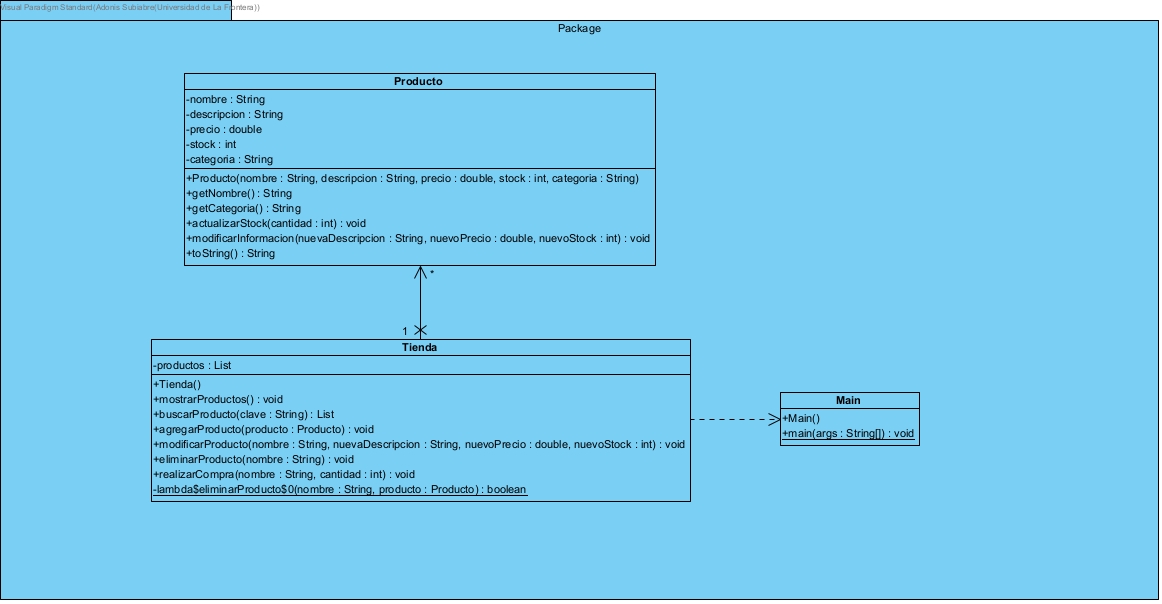 Visual Paradigm Standard(Adonis Subiabre(Universidad de La Frontera))
Package
Producto
-nombre : String
-descripcion : String
-precio : double
-stock : int
-categoria : String
+Producto(nombre : String, descripcion : String, precio : double, stock : int, categoria : String)
+getNombre() : String
+getCategoria() : String
+actualizarStock(cantidad : int) : void
+modificarInformacion(nuevaDescripcion : String, nuevoPrecio : double, nuevoStock : int) : void
+toString() : String
*
1
Tienda
-productos : List
+Tienda()
+mostrarProductos() : void
+buscarProducto(clave : String) : List
+agregarProducto(producto : Producto) : void
+modificarProducto(nombre : String, nuevaDescripcion : String, nuevoPrecio : double, nuevoStock : int) : void
+eliminarProducto(nombre : String) : void
+realizarCompra(nombre : String, cantidad : int) : void
-lambda$eliminarProducto$0(nombre : String, producto : Producto) : boolean
Main
+Main()
+main(args : String[]) : void